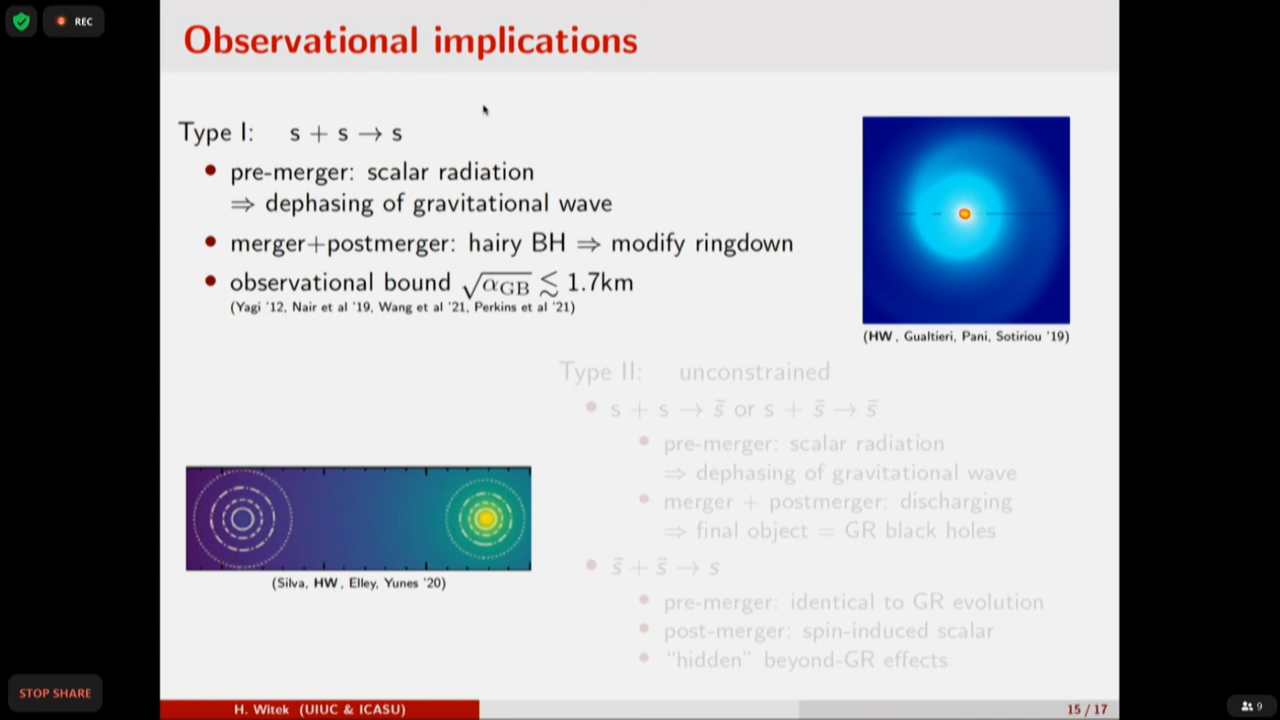 REC
Observational implications
Type I: s + s → s
• pre-merger: scalar radiation
⇒ dephasing of gravitational wave
• merger+postmerger: hairy BH ⇒ modify ringdown
• observational bound √α_GB ≲ 1.7km
(Yagi '12, Nair et al '19, Wang et al '21, Perkins et al '21)
(HW, Gualtieri, Pani, Sotiriou '19)
Type II: unconstrained
• s + s → s̄ or s + s̄ → s̄
• pre-merger: scalar radiation
⇒ dephasing of gravitational wave
• merger + postmerger: discharging
⇒ final object = GR black holes
• s̄ + s̄ → s
• pre-merger: identical to GR evolution
• post-merger: spin-induced scalar
• "hidden" beyond-GR effects
(Silva, HW, Elley, Yunes '20)
STOP SHARE
H. Witek (UIUC & ICASU)
15 / 17
9